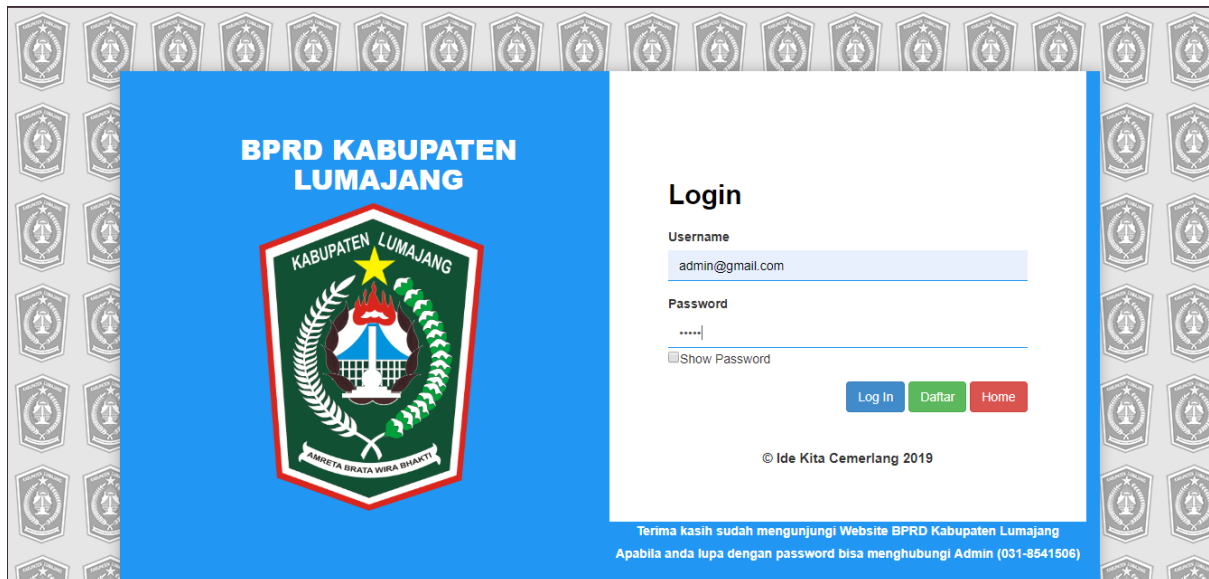 BPRD KABUPATEN
LUMAJANG
KABUPATEN LUMAJANG
AMRETA BRATA WIRA BHAKTI
Login
Username
admin@gmail.com
Password
•••••
Show Password
Log In Daftar Home
© Ide Kita Cemerlang 2019
Terima kasih sudah mengunjungi Website BPRD Kabupaten Lumajang
Apabila anda lupa dengan password bisa menghubungi Admin (031-8541506)